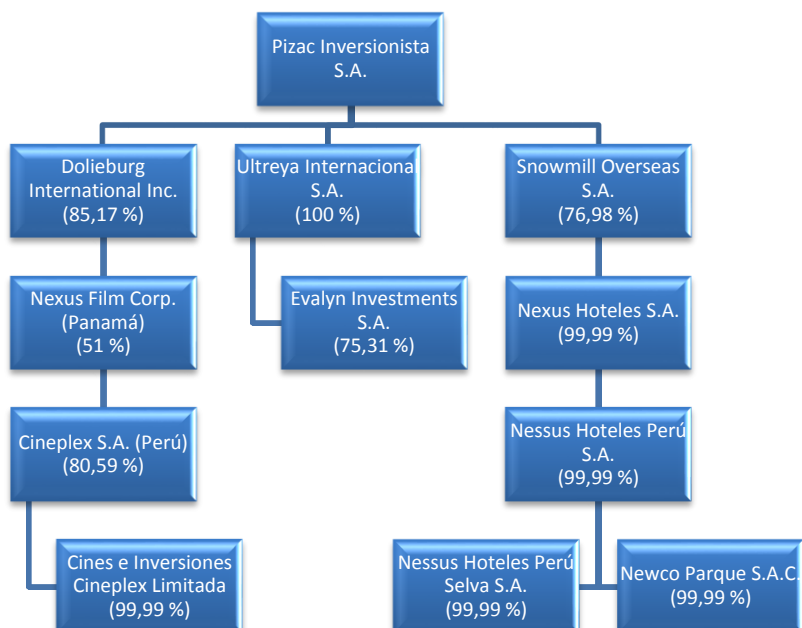 Pizac Inversionista
S.A.
Dolieburg
International Inc.
(85,17 %)
Ultreya Internacional
S.A.
(100 %)
Snowmill Overseas
S.A.
(76,98 %)
Nexus Film Corp.
(Panamá)
(51 %)
Evalyn Investments
S.A.
(75,31 %)
Nexus Hoteles S.A.
(99,99 %)
Cineplex S.A. (Perú)
(80,59 %)
Nessus Hoteles Perú
S.A.
(99,99 %)
Cines e Inversiones
Cineplex Limitada
(99,99 %)
Nessus Hoteles Perú
Selva S.A.
(99,99 %)
Newco Parque S.A.C.
(99,99 %)